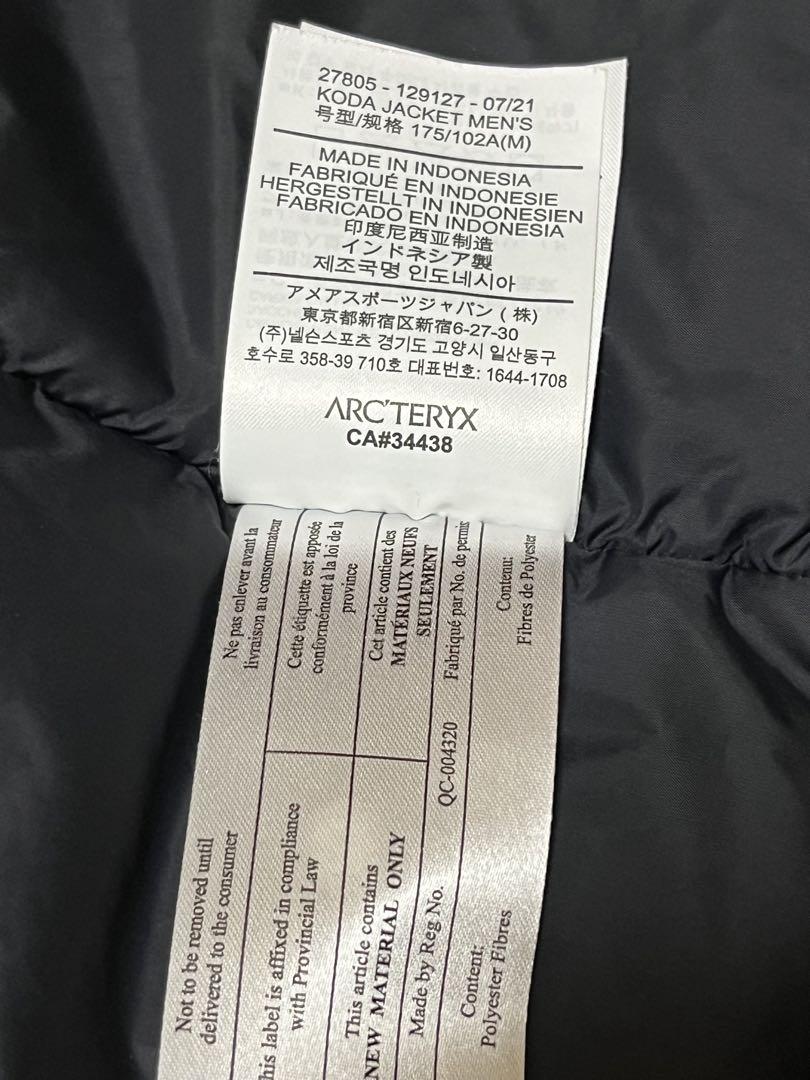 27805 - 129127 - 07/21
KODA JACKET MEN'S
号型/规格 175/102A(M)
MADE IN INDONESIA
FABRIQUÉ EN INDONESIE
HERGESTELLT IN INDONESIEN
FABRICADO EN INDONESIA
印度尼西亚制造
インドネシア製
제조국명 인도네시아
アメアスポーツジャパン (株)
東京都新宿区新宿6-27-30
(주)넬슨스포츠 경기도 고양시 일산동구
호수로 358-39 710호 대표번호: 1644-1708
ARC'TERYX
CA#34438
Ne pas enlever avant la
livraison au consommateur
Cette étiquette est apposée
conformément à la loi de la
province
Cet article contient des
MATÉRIAUX NEUFS
SEULEMENT
Fabriqué par No. de permis
Contenu:
Fibres de Polyester
Not to be removed until
delivered to the consumer
his label is affixed in compliance
with Provincial Law
This article contains
NEW MATERIAL ONLY
Made by Reg No.
QC-004320
Content:
Polyester Fibres